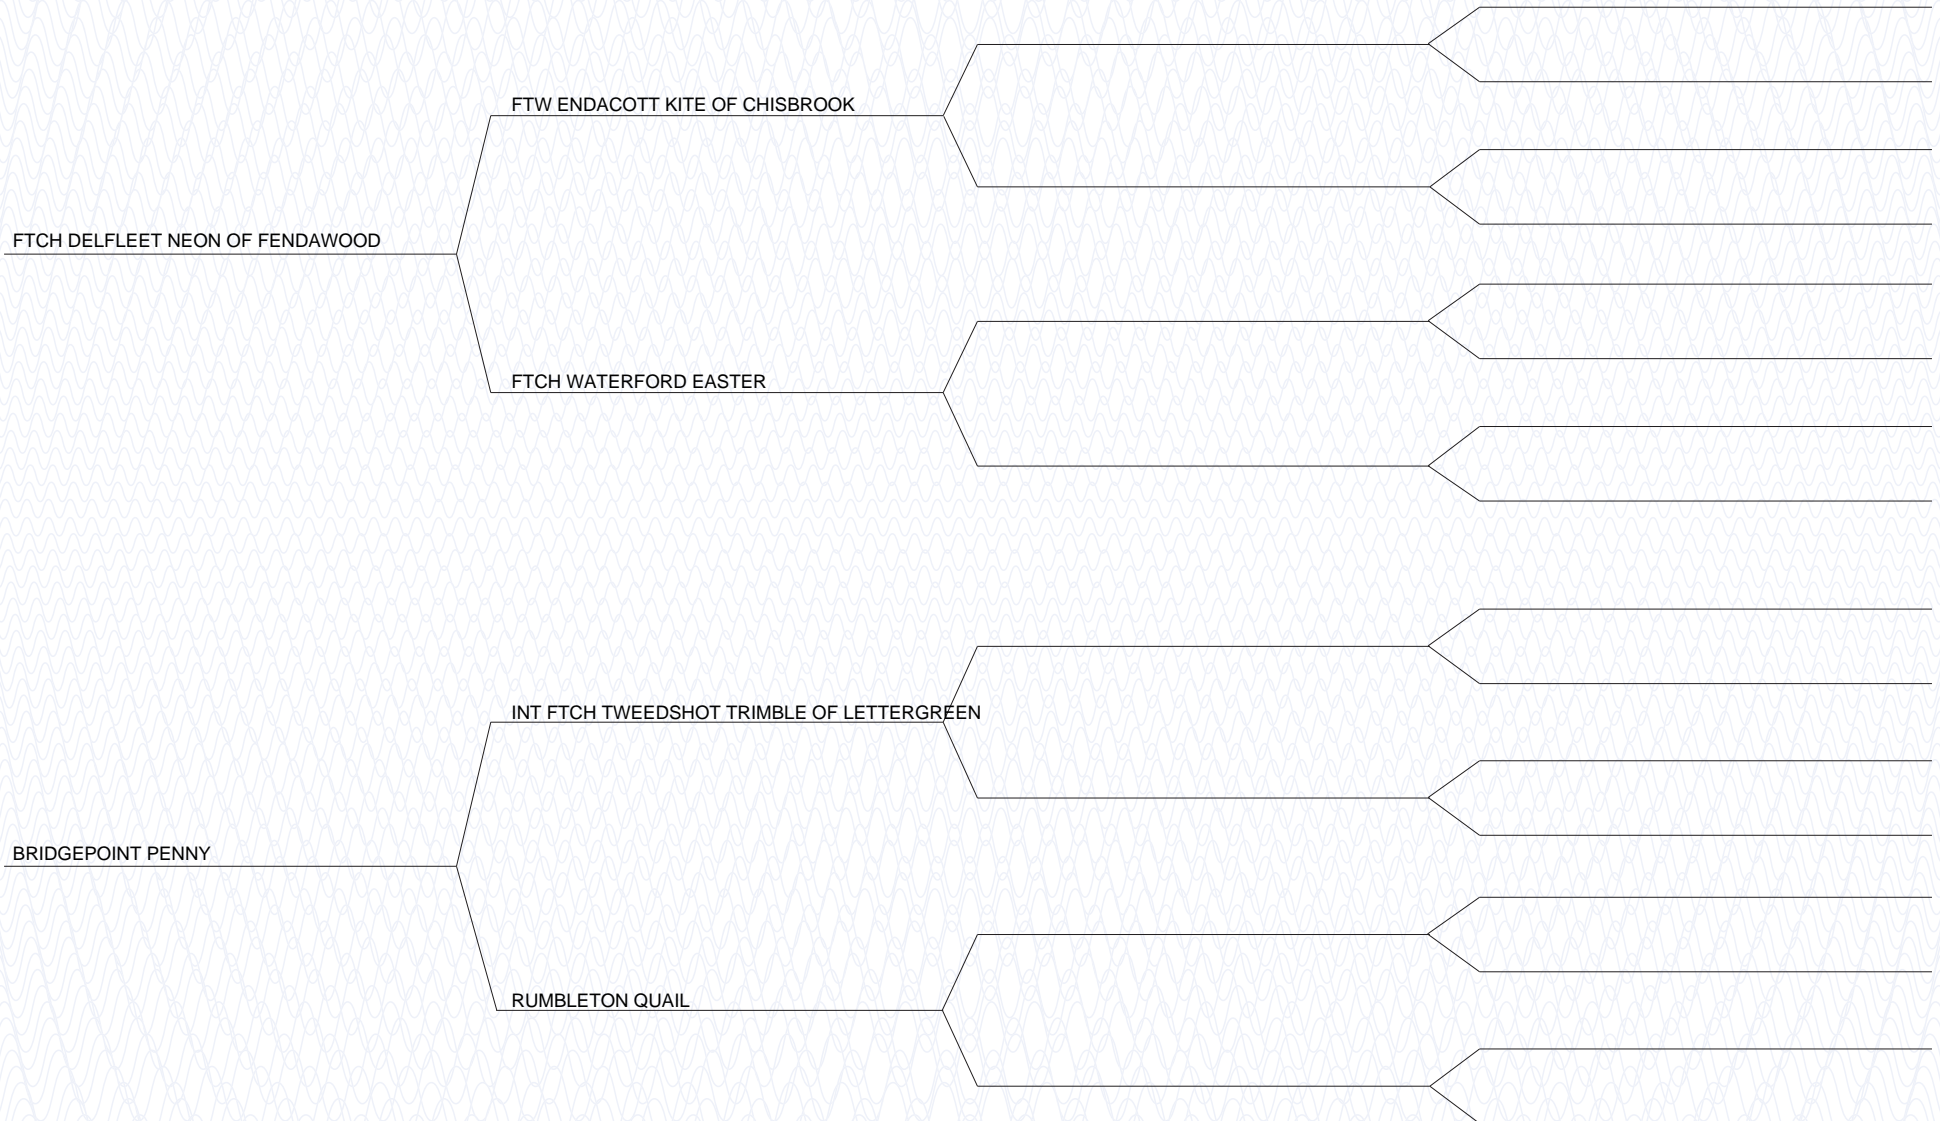 FTW ENDACOTT KITE OF CHISBROOK
FTCH DELFLEET NEON OF FENDAWOOD
FTCH WATERFORD EASTER
INT FTCH TWEEDSHOT TRIMBLE OF LETTERGREEN
BRIDGEPOINT PENNY
RUMBLETON QUAIL